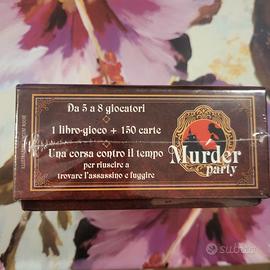 Da 5 a 8 giocatori
1 libro-gioco + 150 carte
Una corsa contro il tempo
per riuscire a
trovare l'assassino e fuggire
Murder
party
subito